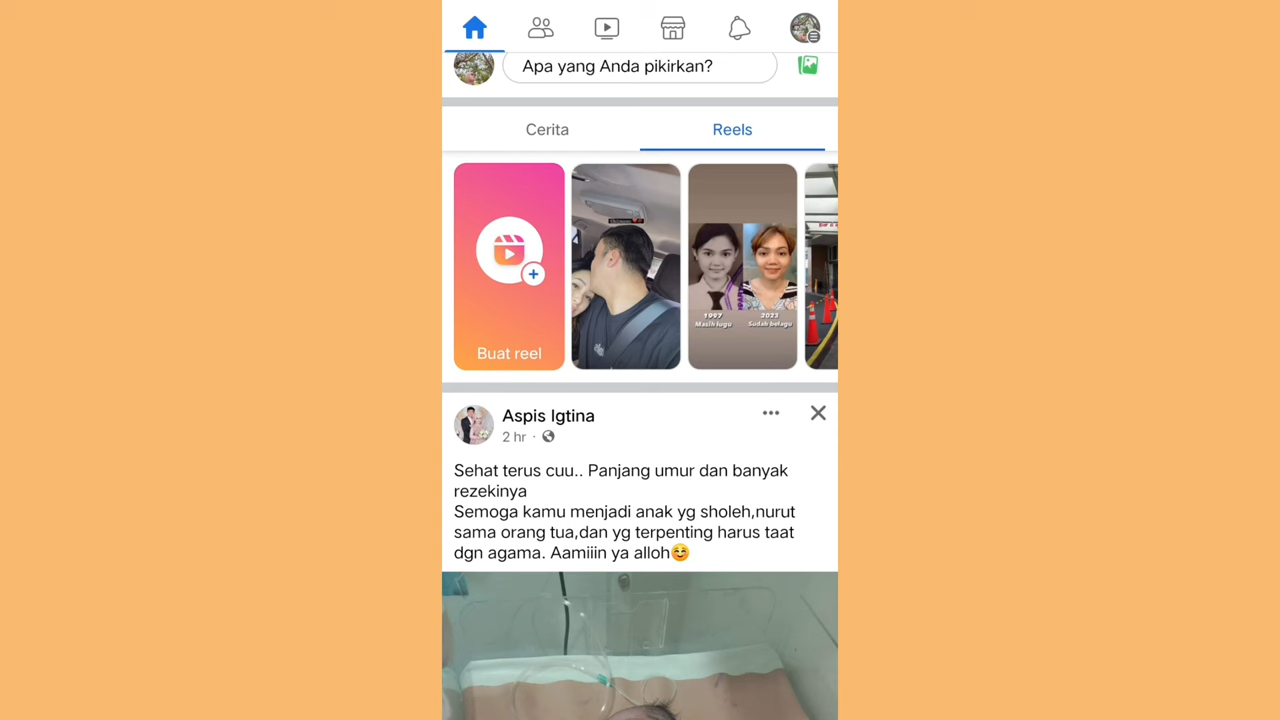 Apa yang Anda pikirkan?
Cerita
Reels
Buat reel
1997
Masih lugu
2023
Sudah belagu
Aspis Igtina
2 hr ·
Sehat terus cuu.. Panjang umur dan banyak
rezekinya
Semoga kamu menjadi anak yg sholeh,nurut
sama orang tua,dan yg terpenting harus taat
dgn agama. Aamiiin ya alloh😊